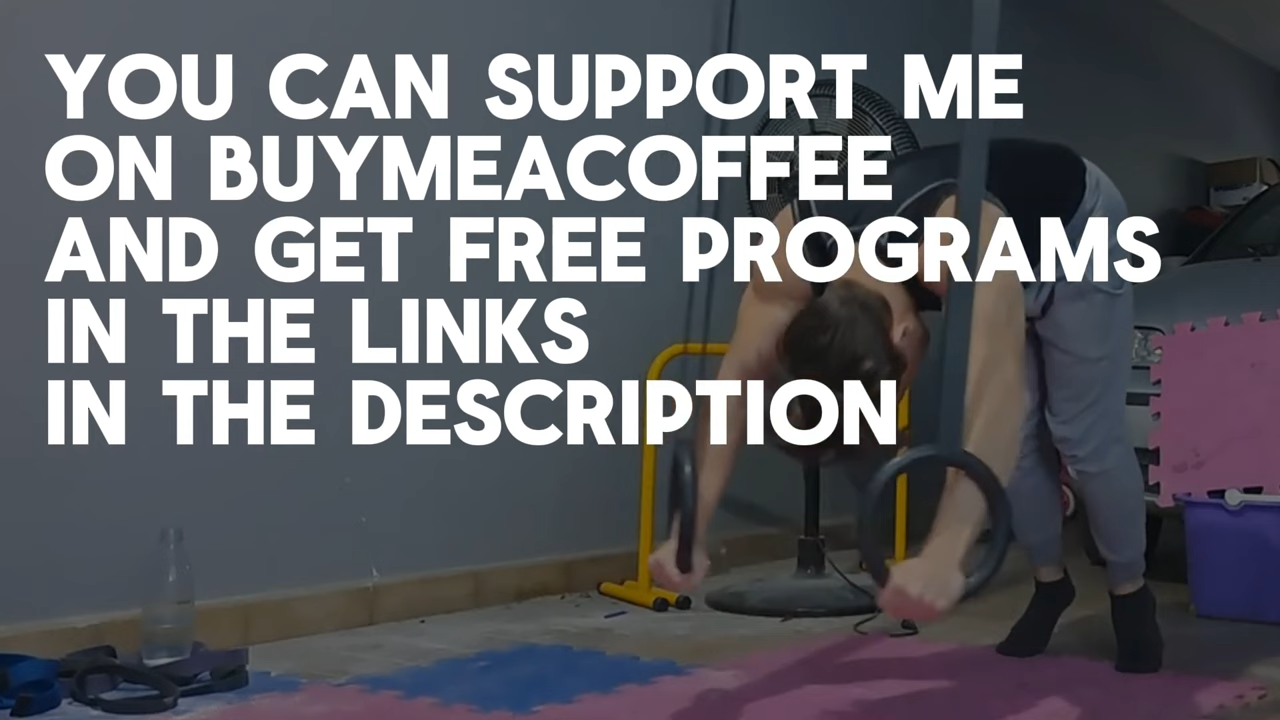 YOU CAN SUPPORT ME
ON BUYMEACOFFEE
AND GET FREE PROGRAMS
IN THE LINKS
IN THE DESCRIPTION